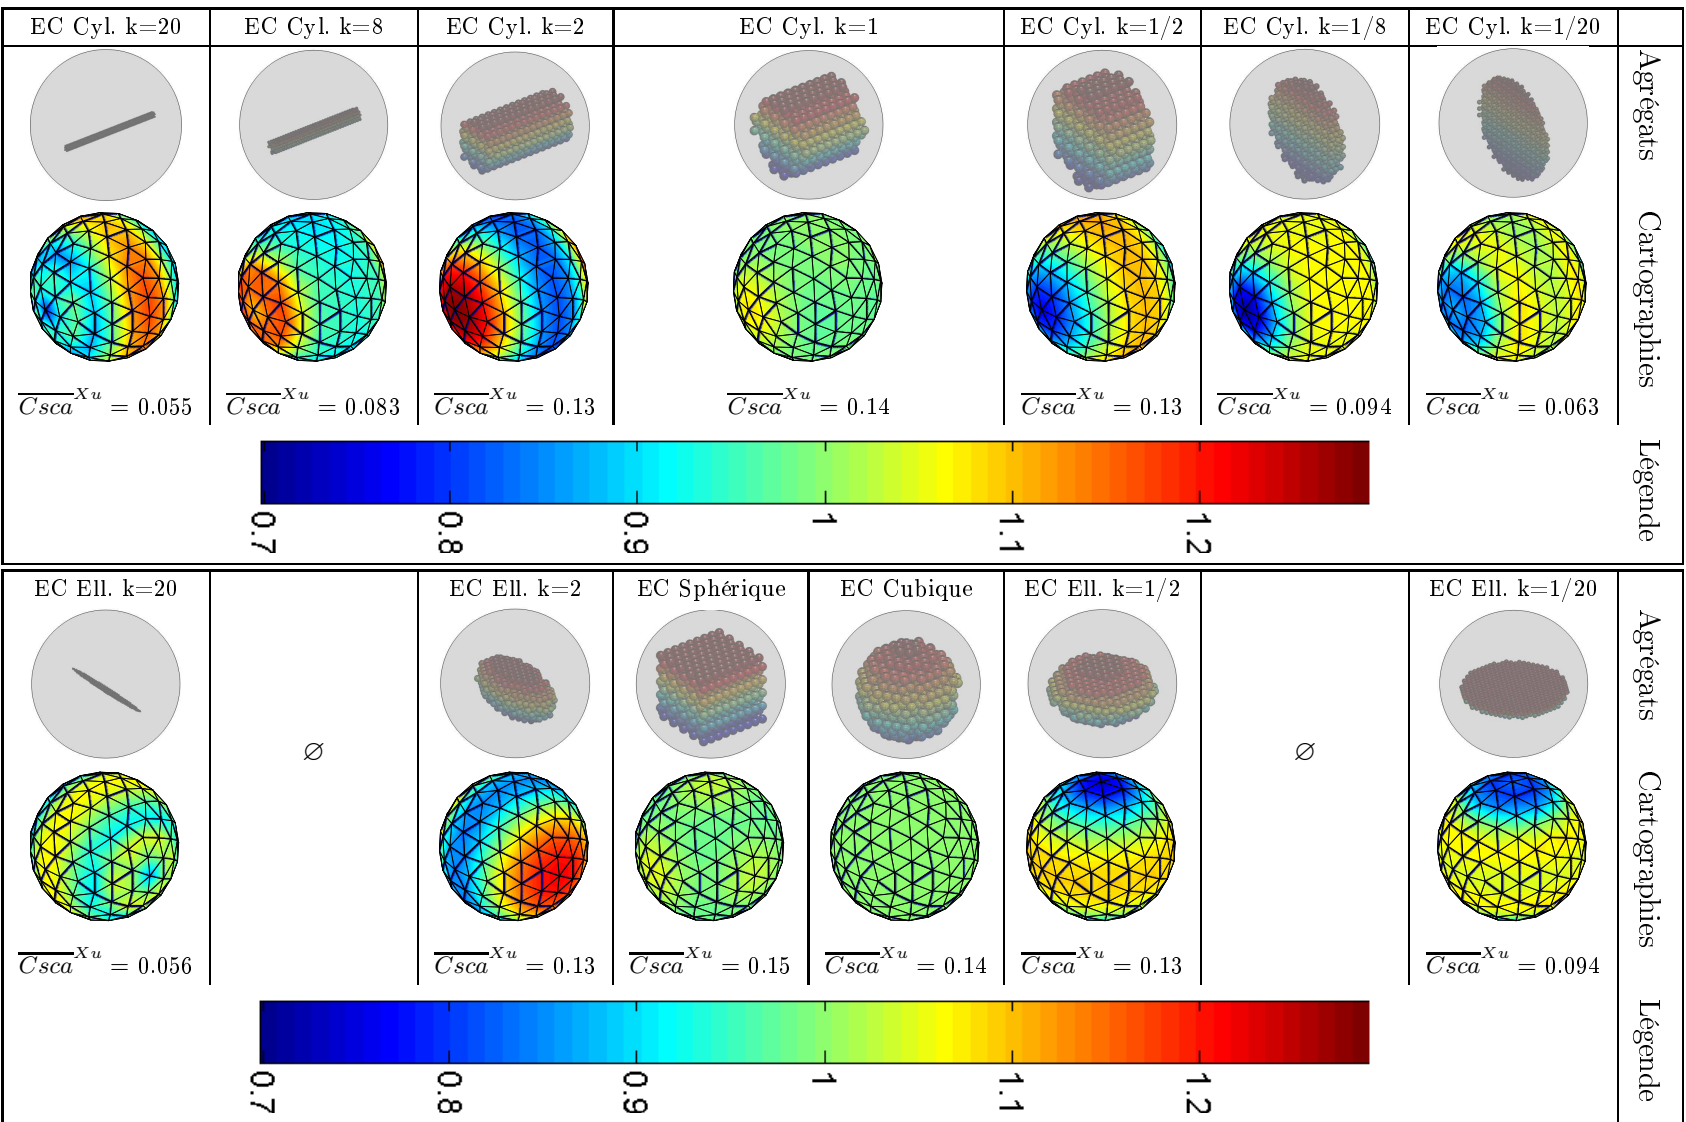 EC Cyl. k=20 EC Cyl. k=8 EC Cyl. k=2 EC Cyl. k=1 EC Cyl. k=1/2 EC Cyl. k=1/8 EC Cyl. k=1/20
Agrégats
Cartographies
Csca^Xu = 0.055 Csca^Xu = 0.083 Csca^Xu = 0.13 Csca^Xu = 0.14 Csca^Xu = 0.13 Csca^Xu = 0.094 Csca^Xu = 0.063
Légende
0.7 0.8 0.9 1 1.1 1.2
EC Ell. k=20 EC Ell. k=2 EC Sphérique EC Cubique EC Ell. k=1/2 EC Ell. k=1/20
Agrégats
∅ ∅
Cartographies
Csca^Xu = 0.056 Csca^Xu = 0.13 Csca^Xu = 0.15 Csca^Xu = 0.14 Csca^Xu = 0.13 Csca^Xu = 0.094
Légende
0.7 0.8 0.9 1 1.1 1.2